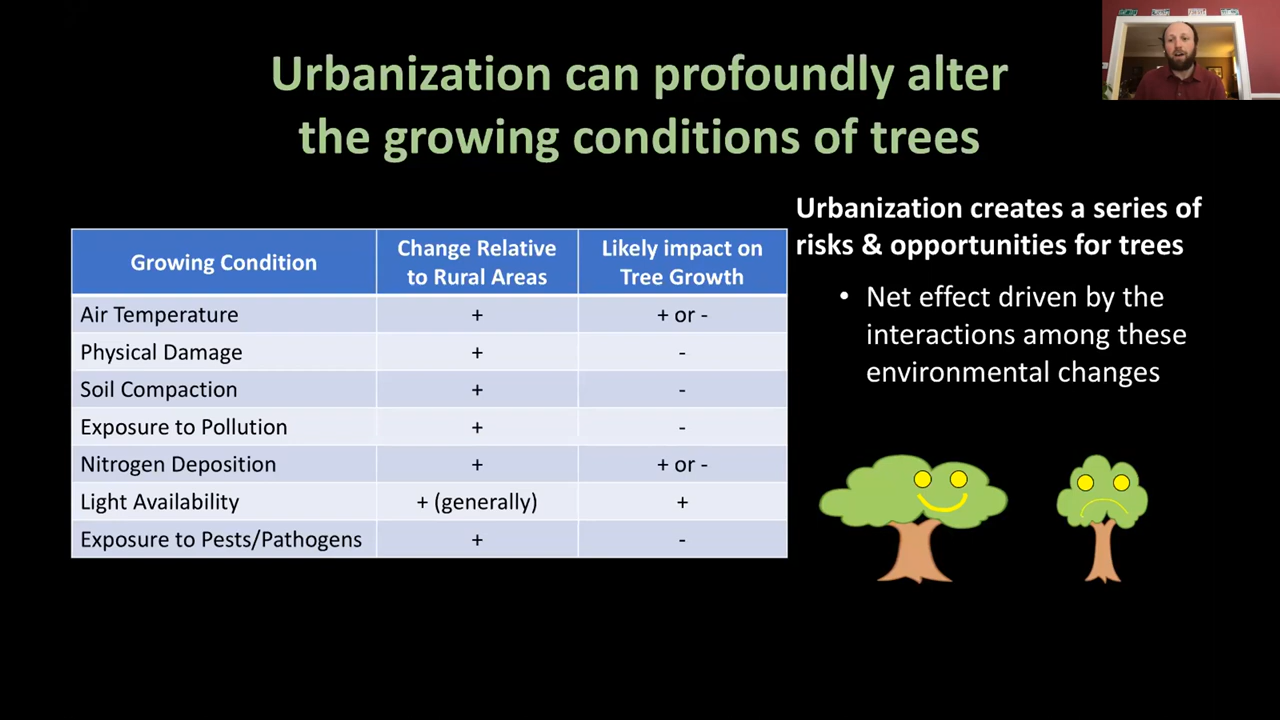 Urbanization can profoundly alter
the growing conditions of trees
Urbanization creates a series of
risks & opportunities for trees
• Net effect driven by the
interactions among these
environmental changes
Growing Condition
Change Relative
to Rural Areas
Likely impact on
Tree Growth
Air Temperature + + or -
Physical Damage + -
Soil Compaction + -
Exposure to Pollution + -
Nitrogen Deposition + + or -
Light Availability + (generally) +
Exposure to Pests/Pathogens + -